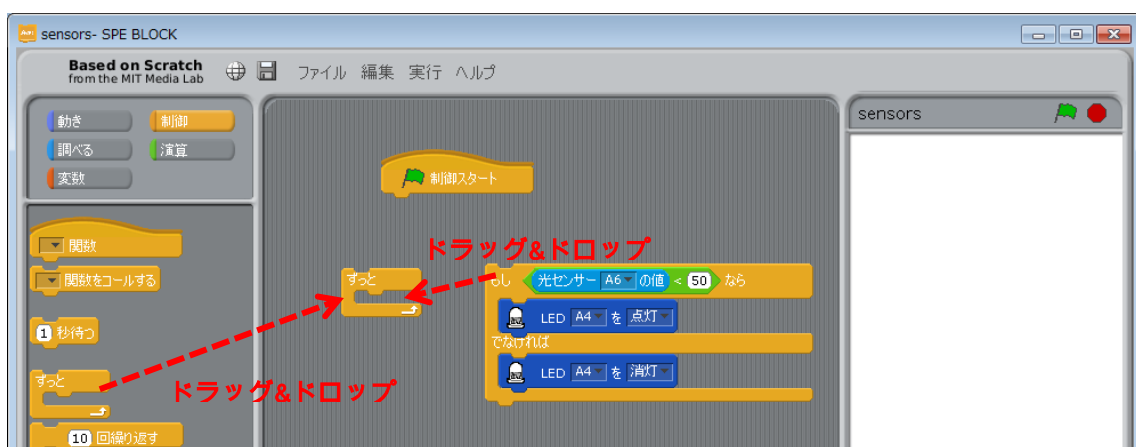 sensors- SPE BLOCK
Based on Scratch
from the MIT Media Lab
ファイル 編集 実行 ヘルプ
動き 制御
調べる 演算
変数
関数
関数をコールする
1 秒待つ
ずっと
10 回繰り返す
制御スタート
ドラッグ&ドロップ
ずっと
もし 光センサー A6 の値 < 50 なら
LED A4 を 点灯
でなければ
LED A4 を 消灯
ドラッグ&ドロップ
sensors